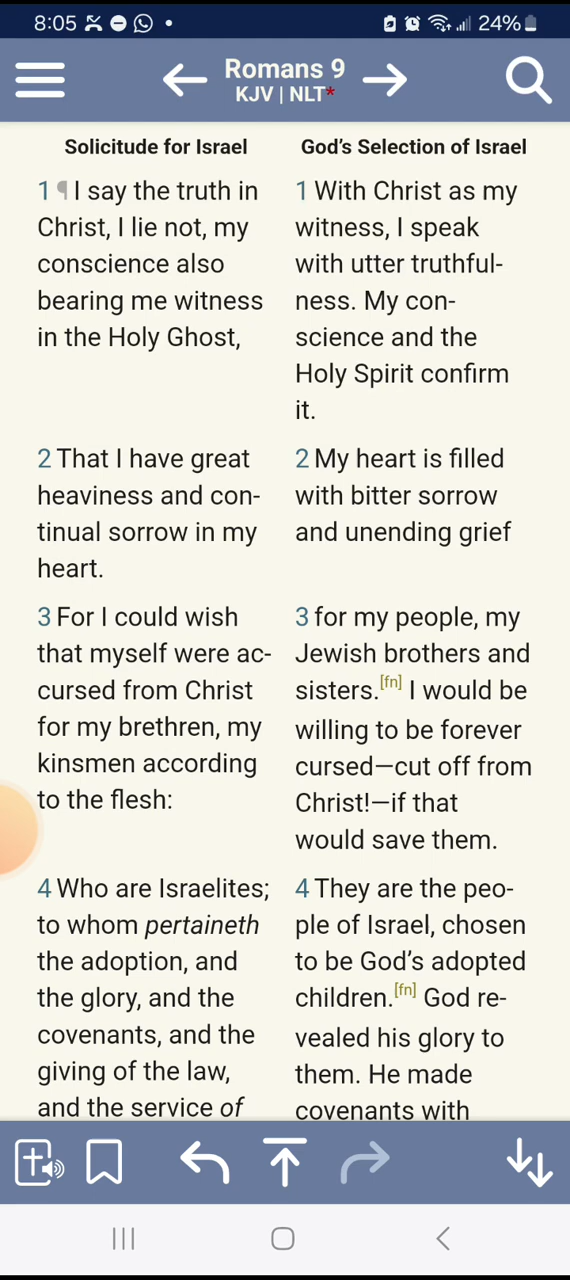 8:05
24%
Romans 9
KJV | NLT*
Solicitude for Israel
1 ¶ I say the truth in
Christ, I lie not, my
conscience also
bearing me witness
in the Holy Ghost,
2 That I have great
heaviness and con-
tinual sorrow in my
heart.
3 For I could wish
that myself were ac-
cursed from Christ
for my brethren, my
kinsmen according
to the flesh:
4 Who are Israelites;
to whom pertaineth
the adoption, and
the glory, and the
covenants, and the
giving of the law,
and the service of
God's Selection of Israel
1 With Christ as my
witness, I speak
with utter truthful-
ness. My con-
science and the
Holy Spirit confirm
it.
2 My heart is filled
with bitter sorrow
and unending grief
3 for my people, my
Jewish brothers and
sisters.[fn] I would be
willing to be forever
cursed—cut off from
Christ!—if that
would save them.
4 They are the peo-
ple of Israel, chosen
to be God's adopted
children.[fn] God re-
vealed his glory to
them. He made
covenants with